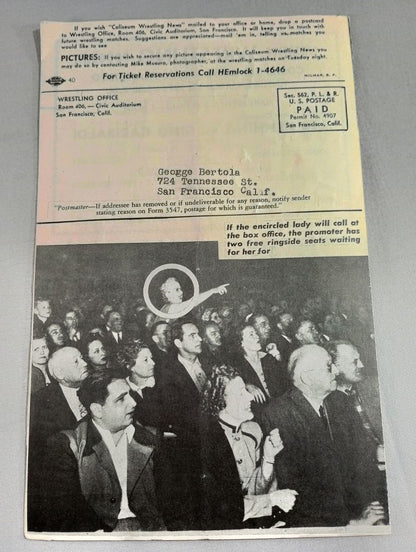 If you wish "Coliseum Wrestling News" mailed to your office or home, drop a postcard
to Wrestling Office, Room 406, Civic Auditorium, San Francisco. It will keep you in touch with
future wrestling matches. Suggestions are appreciated—mail 'em in, telling us matches you
would like to see
PICTURES: If you wish to secure any picture appearing in the Coliseum Wrestling News you
may do so by contacting Mike Mouzro, photographer, at the wrestling matches on Tuesday night.
40
For Ticket Reservations Call HEmlock 1-4646
HILMAR, S. F.
WRESTLING OFFICE
Room 406,—Civic Auditorium
San Francisco, Calif.
Sec. 562, P. L. & R.
U. S. POSTAGE
PAID
Permit No. 4907
San Francisco, Calif.
Geogge Bertola
724 Tennessee St.
San Francisco Calif.
"Postmaster—If addressee has removed or if undeliverable for any reason, notify sender
stating reason on Form 3547, postage for which is guaranteed."
If the encircled lady will call at
the box office, the promoter has
two free ringside seats waiting
for her for